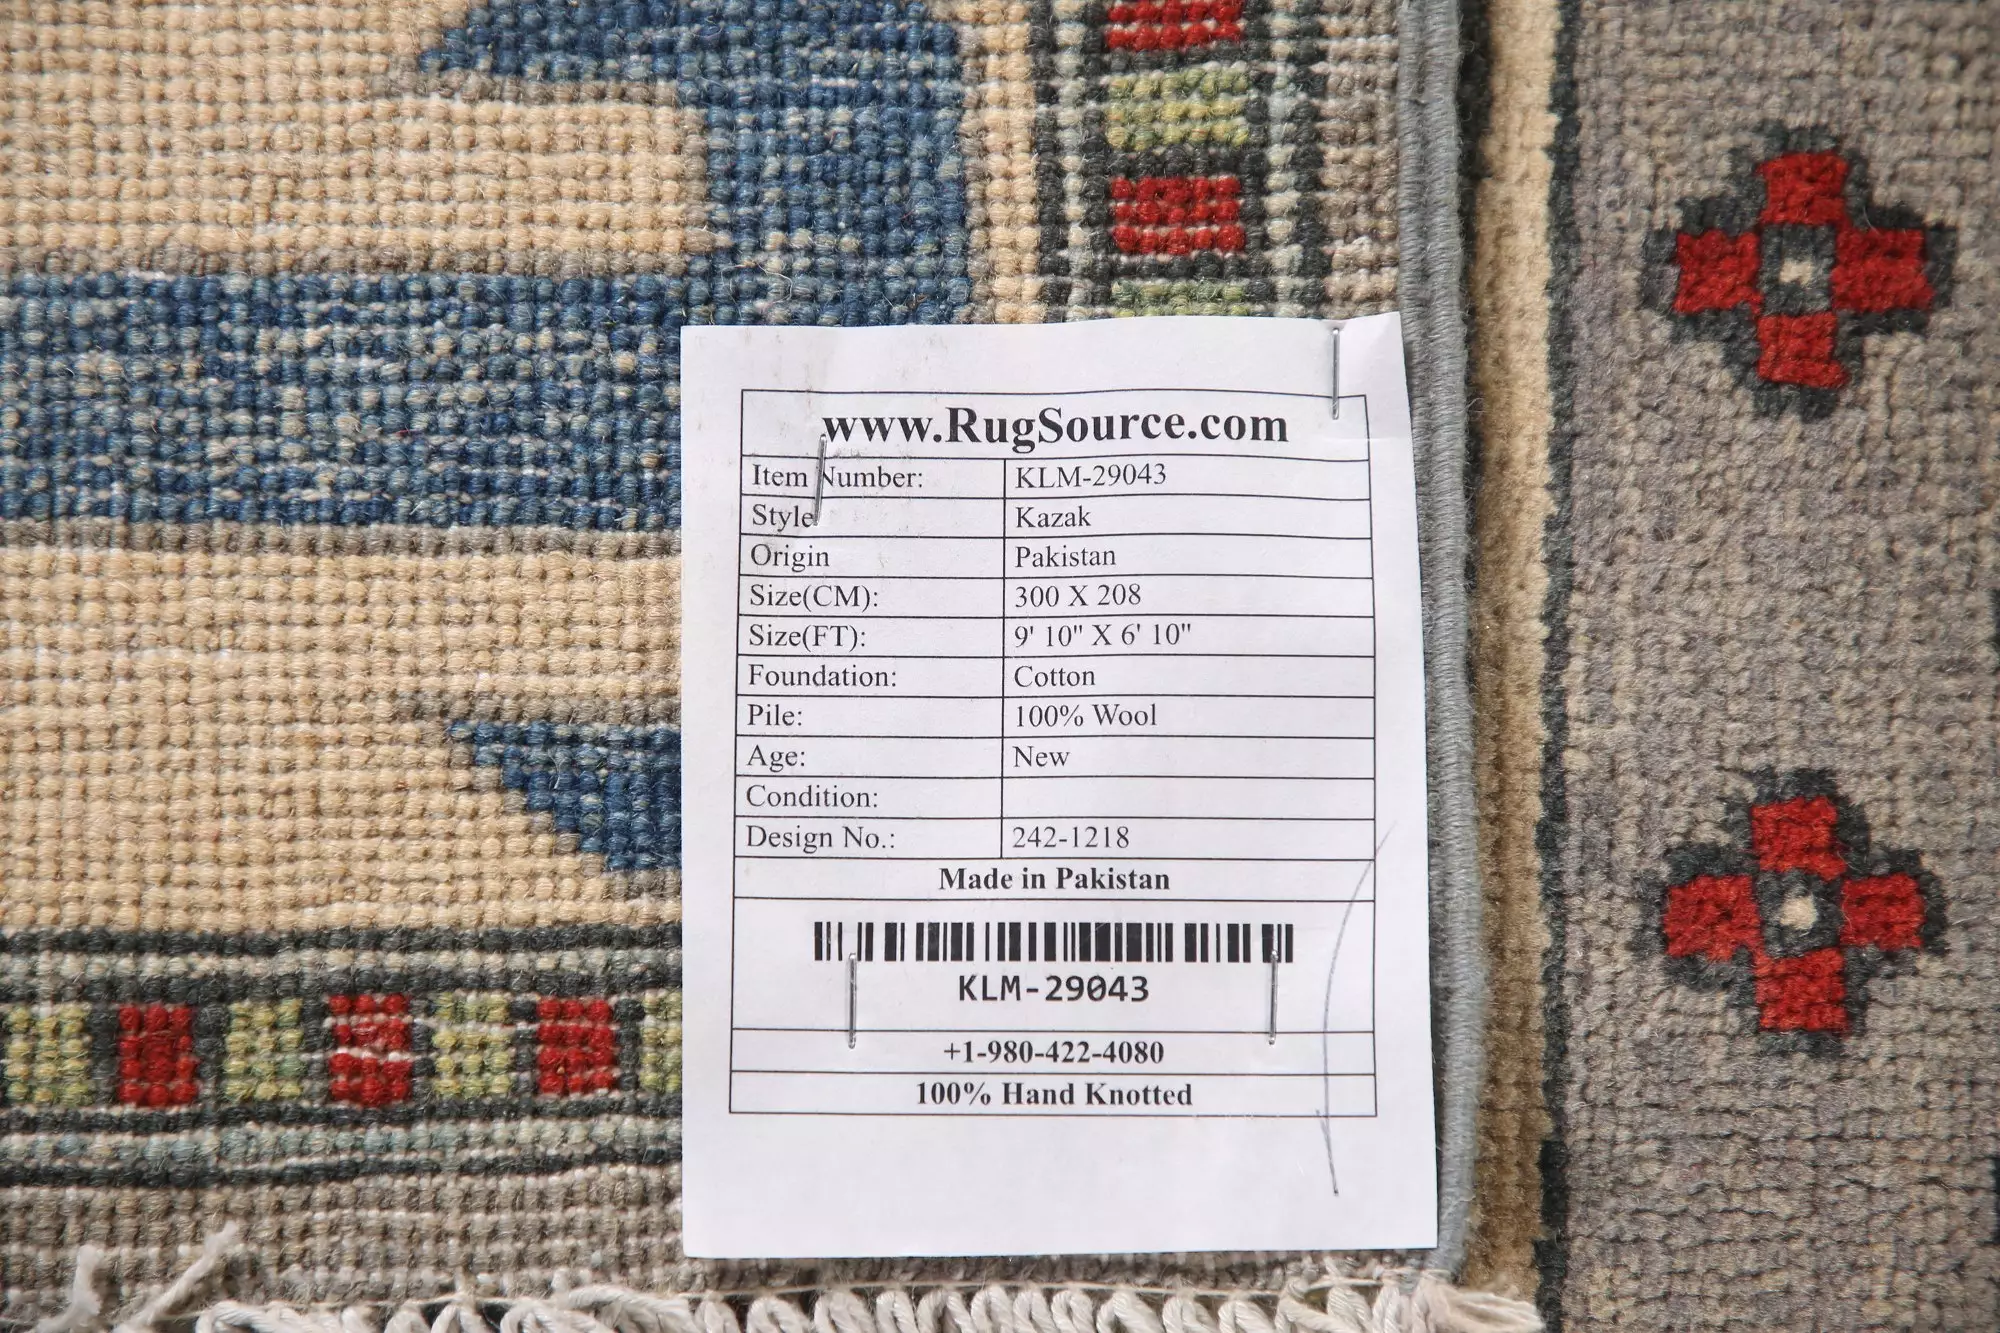 www.RugSource.com
Item Number: KLM-29043
Style Kazak
Origin Pakistan
Size(CM): 300 X 208
Size(FT): 9' 10" X 6' 10"
Foundation: Cotton
Pile: 100% Wool
Age: New
Condition:
Design No.: 242-1218
Made in Pakistan
KLM-29043
+1-980-422-4080
100% Hand Knotted